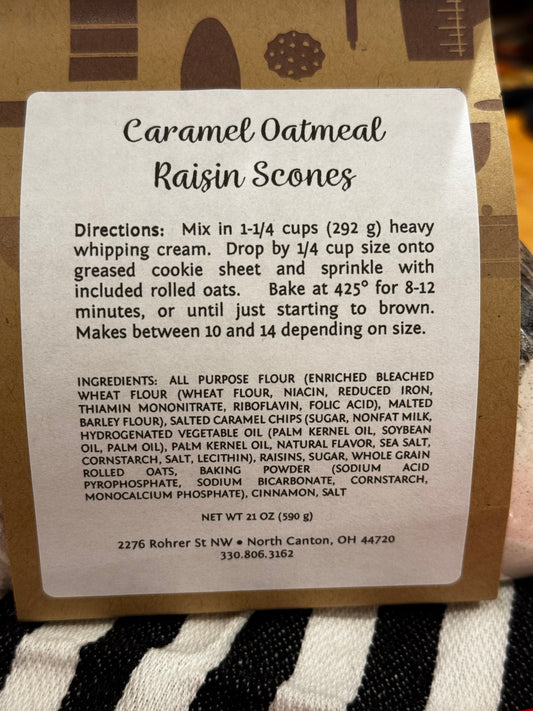 Caramel Oatmeal
Raisin Scones
Directions: Mix in 1-1/4 cups (292 g) heavy
whipping cream. Drop by 1/4 cup size onto
greased cookie sheet and sprinkle with
included rolled oats. Bake at 425° for 8-12
minutes, or until just starting to brown.
Makes between 10 and 14 depending on size.
INGREDIENTS: ALL PURPOSE FLOUR (ENRICHED BLEACHED
WHEAT FLOUR (WHEAT FLOUR, NIACIN, REDUCED IRON,
THIAMIN MONONITRATE, RIBOFLAVIN, FOLIC ACID), MALTED
BARLEY FLOUR), SALTED CARAMEL CHIPS (SUGAR, NONFAT MILK,
HYDROGENATED VEGETABLE OIL (PALM KERNEL OIL, SOYBEAN
OIL, PALM OIL), PALM KERNEL OIL, NATURAL FLAVOR, SEA SALT,
CORNSTARCH, SALT, LECITHIN), RAISINS, SUGAR, WHOLE GRAIN
ROLLED OATS, BAKING POWDER (SODIUM ACID
PYROPHOSPHATE, SODIUM BICARBONATE, CORNSTARCH,
MONOCALCIUM PHOSPHATE), CINNAMON, SALT
NET WT 21 OZ (590 g)
2276 Rohrer St NW • North Canton, OH 44720
330.806.3162